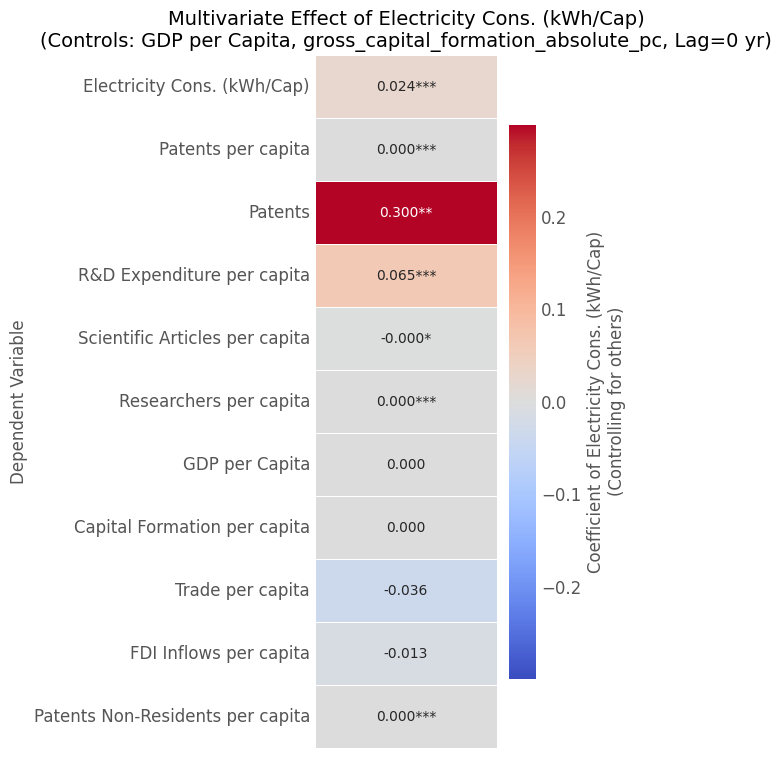 Multivariate Effect of Electricity Cons. (kWh/Cap)
(Controls: GDP per Capita, gross_capital_formation_absolute_pc, Lag=0 yr)
Dependent Variable
Electricity Cons. (kWh/Cap) 0.024***
Patents per capita 0.000***
Patents 0.300**
R&D Expenditure per capita 0.065***
Scientific Articles per capita -0.000*
Researchers per capita 0.000***
GDP per Capita 0.000
Capital Formation per capita 0.000
Trade per capita -0.036
FDI Inflows per capita -0.013
Patents Non-Residents per capita 0.000***
0.2
0.1
0.0
−0.1
−0.2
Coefficient of Electricity Cons. (kWh/Cap)
(Controlling for others)